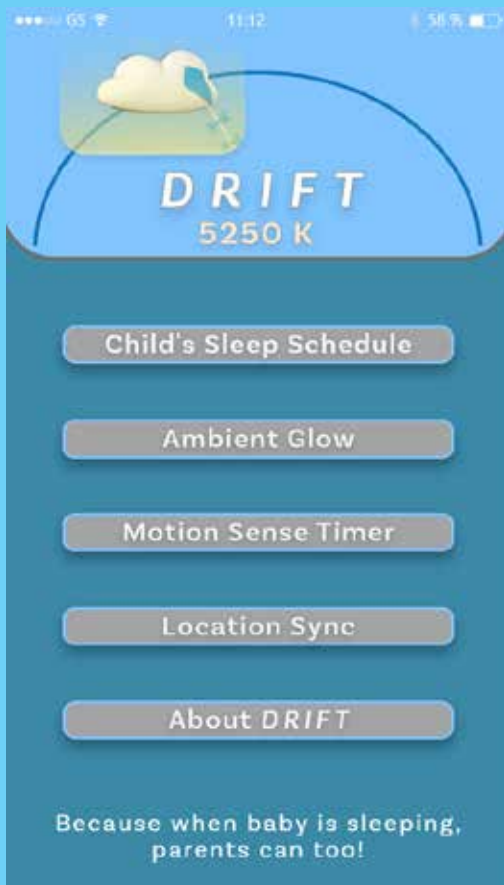 GS 11:12 58 %
DRIFT
5250 K
Child's Sleep Schedule
Ambient Glow
Motion Sense Timer
Location Sync
About DRIFT
Because when baby is sleeping,
parents can too!